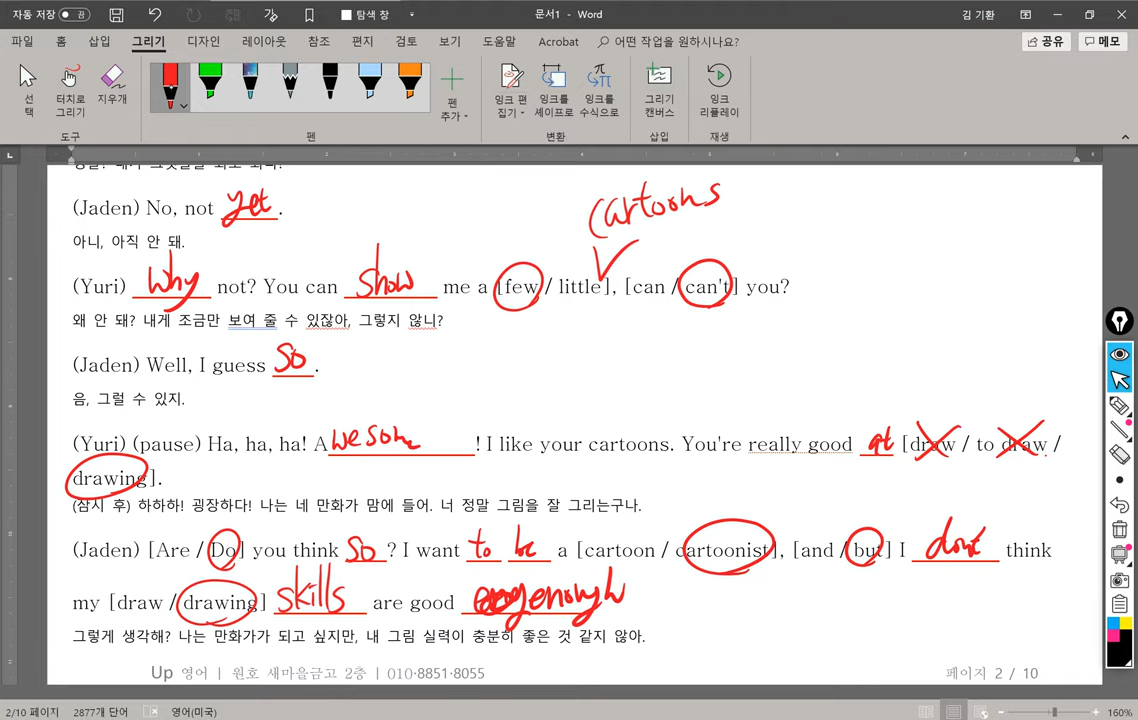 자동 저장 끔 탐색 창 문서1 - Word 김 기환
파일 홈 삽입 그리기 디자인 레이아웃 참조 편지 검토 보기 도움말 Acrobat 어떤 작업을 원하시나요? 공유 메모
선택 터치로 그리기 지우개 펜 추가 잉크 편집기 잉크를 셰이프로 잉크를 수식으로 그리기 캔버스 잉크 리플레이
도구 펜 변환 삽입 재생
cartoons
(Jaden) No, not yet.
아니, 아직 안 돼.
(Yuri) why not? You can show me a [few / little], [can / can't] you?
왜 안 돼? 내게 조금만 보여 줄 수 있잖아, 그렇지 않니?
(Jaden) Well, I guess so.
음, 그럴 수 있지.
(Yuri) (pause) Ha, ha, ha! Awesome! I like your cartoons. You're really good at [draw / to draw /
drawing].
(잠시 후) 하하하! 굉장하다! 나는 네 만화가 맘에 들어. 너 정말 그림을 잘 그리는구나.
(Jaden) [Are / Do] you think so? I want to be a [cartoon / cartoonist], [and / but] I don't think
my [draw / drawing] skills are good enough
그렇게 생각해? 나는 만화가가 되고 싶지만, 내 그림 실력이 충분히 좋은 것 같지 않아.
Up 영어 | 원호 새마을금고 2층 | 010-8851-8055 페이지 2 / 10
2/10 페이지 2877개 단어 영어(미국) 160%